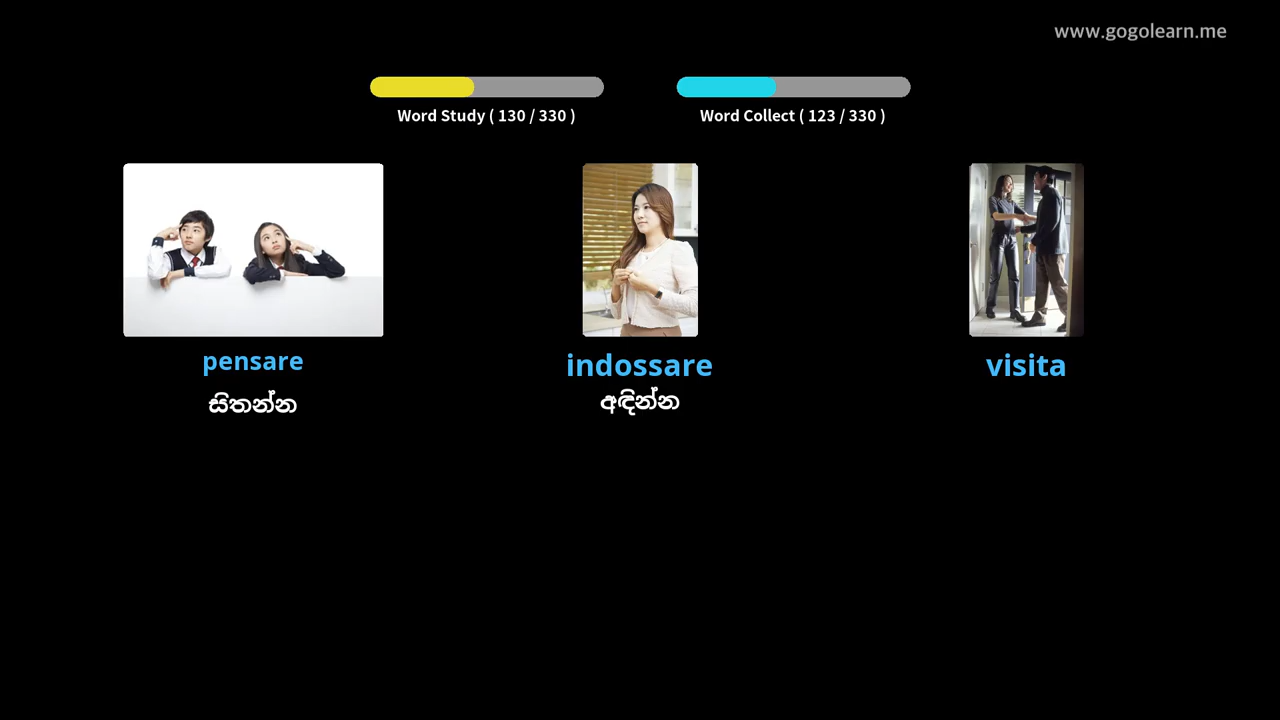 www.gogolearn.me
Word Study ( 130 / 330 )
Word Collect ( 123 / 330 )
pensare
indossare
visita
සිතන්න
අඳින්න